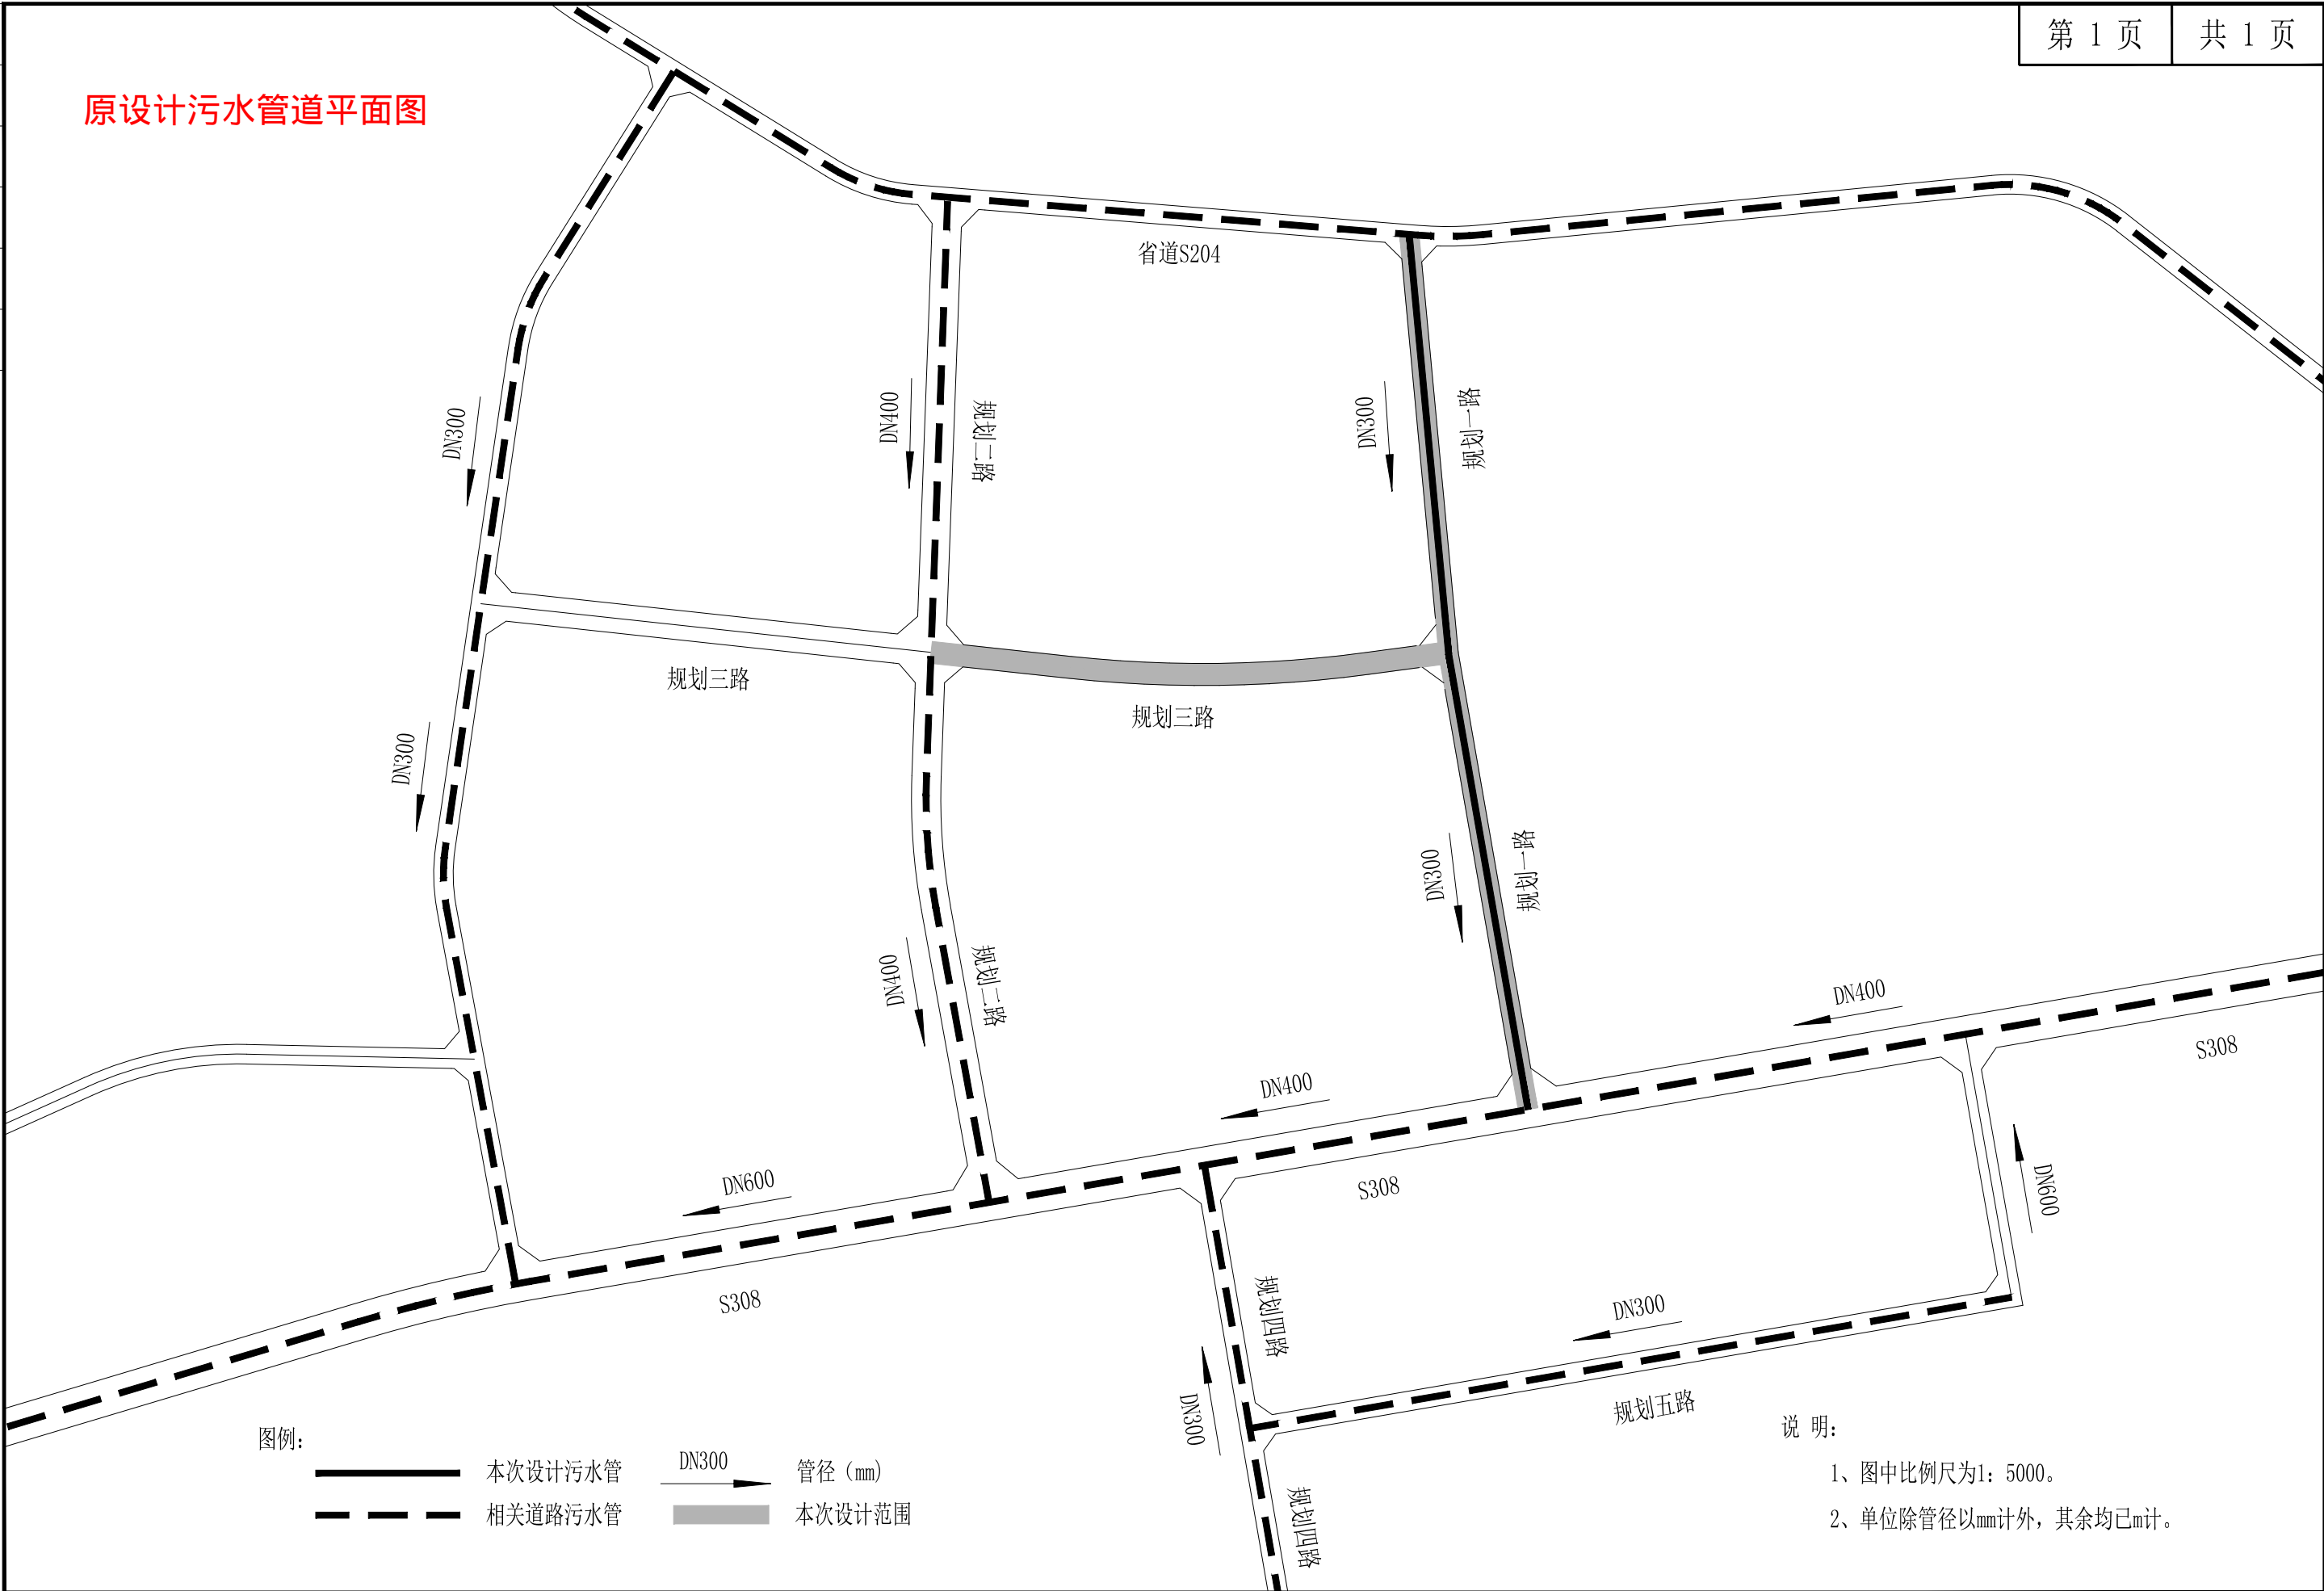 第 1 页 共 1 页
原设计污水管道平面图
省道S204
DN300
DN400
规划二路
DN300
规划一路
规划三路
规划三路
DN300
DN300
规划一路
DN400
规划二路
DN400
S308
DN400
DN600
S308
DN600
S308
规划四路
DN300
DN300
规划五路
规划四路
图例:
本次设计污水管
DN300
管径（mm)
相关道路污水管
本次设计范围
说 明:
1、图中比例尺为1: 5000。
2、单位除管径以mm计外，其余均已m计。